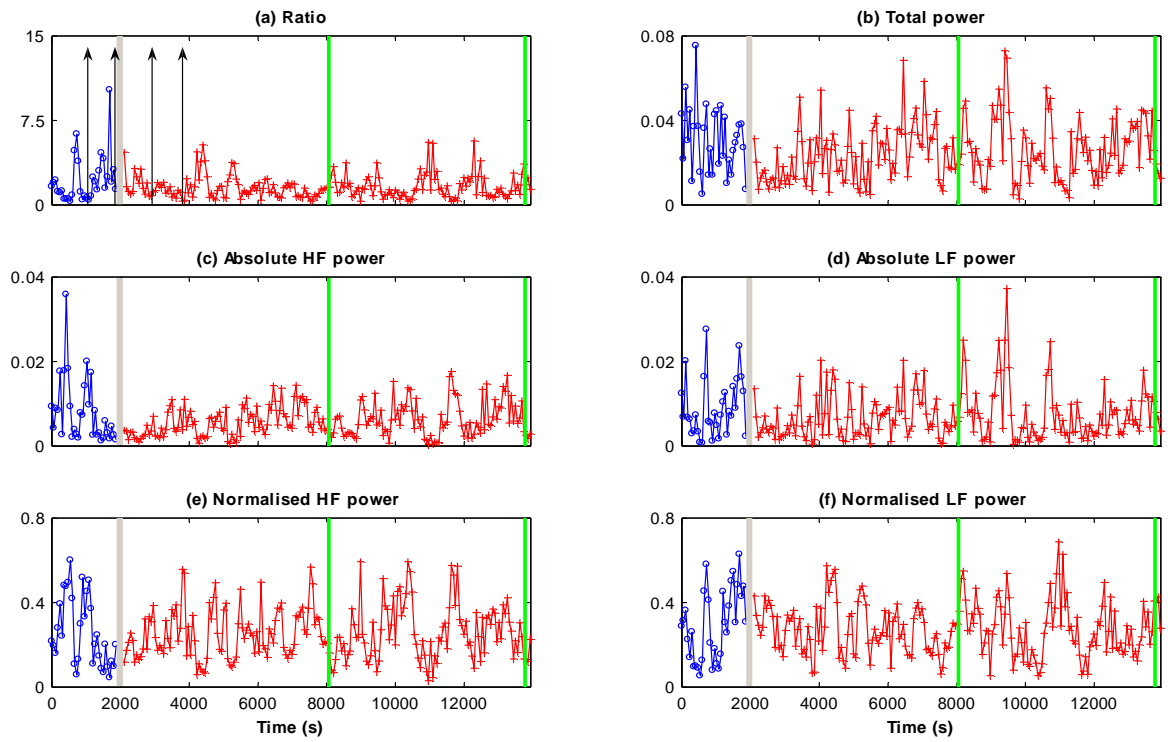 (a) Ratio
15
7.5
0
(b) Total power
0.08
0.04
0
(c) Absolute HF power
0.04
0.02
0
(d) Absolute LF power
0.04
0.02
0
(e) Normalised HF power
0.8
0.4
0
0 2000 4000 6000 8000 10000 12000
Time (s)
(f) Normalised LF power
0.8
0.4
0
0 2000 4000 6000 8000 10000 12000
Time (s)